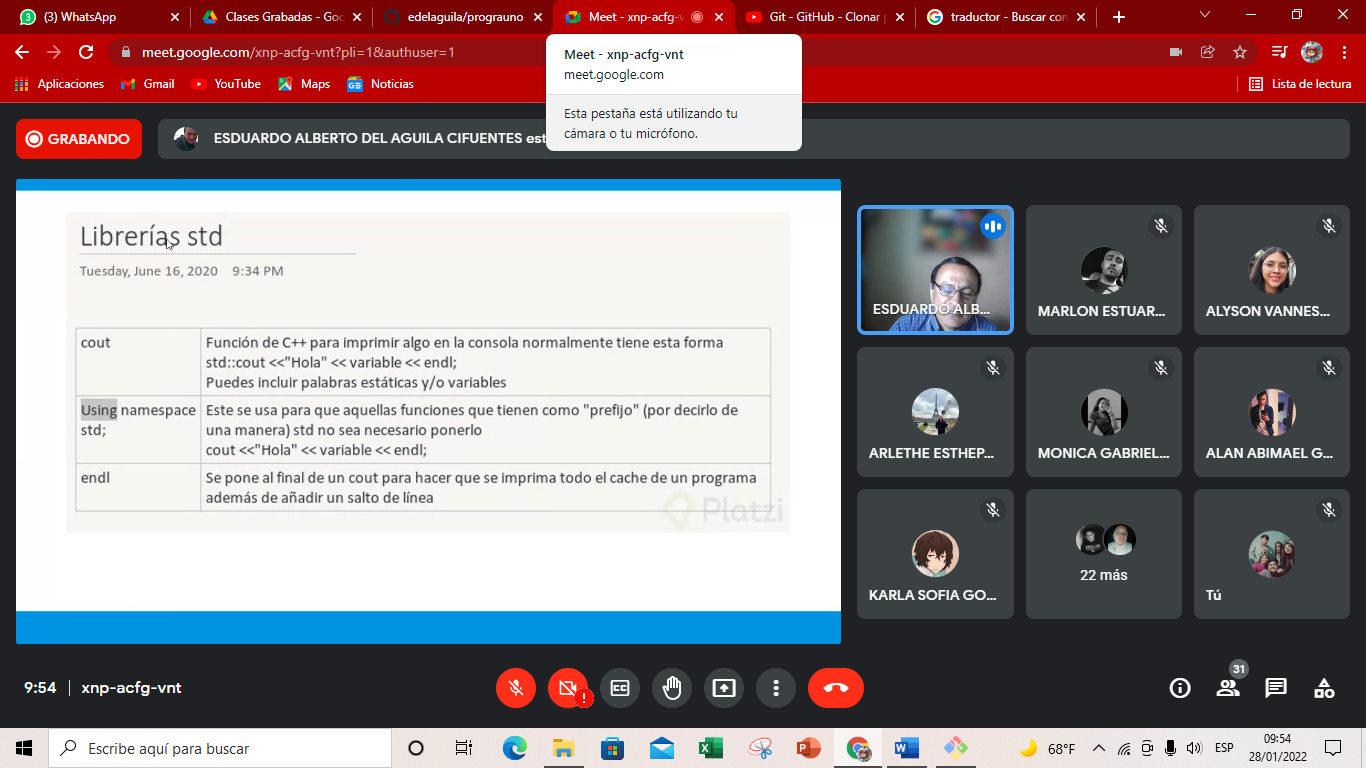 (3) WhatsApp
Clases Grabadas - Goo
edelaguila/prograuno
Meet - xnp-acfg-v
Git - GitHub - Clonar p
traductor - Buscar con
meet.google.com/xnp-acfg-vnt?pli=1&authuser=1
Meet - xnp-acfg-vnt
meet.google.com
Esta pestaña está utilizando tu
cámara o tu micrófono.
Aplicaciones
Gmail
YouTube
Maps
Noticias
Lista de lectura
GRABANDO
ESDUARDO ALBERTO DEL AGUILA CIFUENTES est
Librerías std
Tuesday, June 16, 2020 9:34 PM
cout
Función de C++ para imprimir algo en la consola normalmente tiene esta forma
std::cout <<"Hola" << variable << endl;
Puedes incluir palabras estáticas y/o variables
Using namespace
std;
Este se usa para que aquellas funciones que tienen como "prefijo" (por decirlo de
una manera) std no sea necesario ponerlo
cout <<"Hola" << variable << endl;
endl
Se pone al final de un cout para hacer que se imprima todo el cache de un programa
además de añadir un salto de línea
Platzi
ESDUARDO ALB...
MARLON ESTUAR...
ALYSON VANNES...
ARLETHE ESTHEP...
MONICA GABRIEL...
ALAN ABIMAEL G...
KARLA SOFIA GO...
22 más
Tú
9:54 | xnp-acfg-vnt
31
Escribe aquí para buscar
68°F
ESP
09:54
28/01/2022